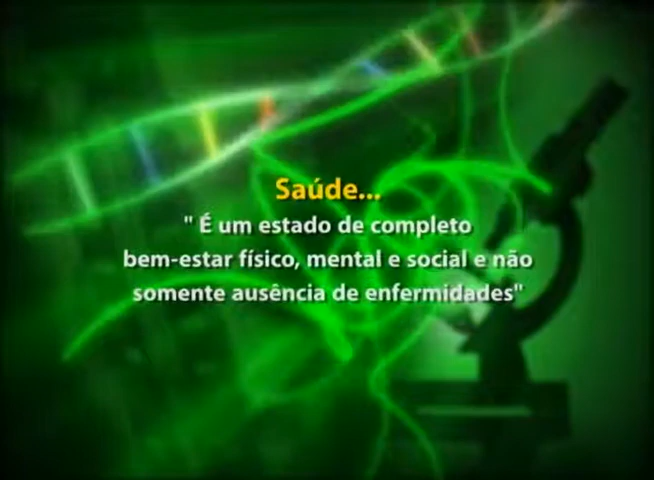 Saúde...
" É um estado de completo
bem-estar físico, mental e social e não
somente ausência de enfermidades"